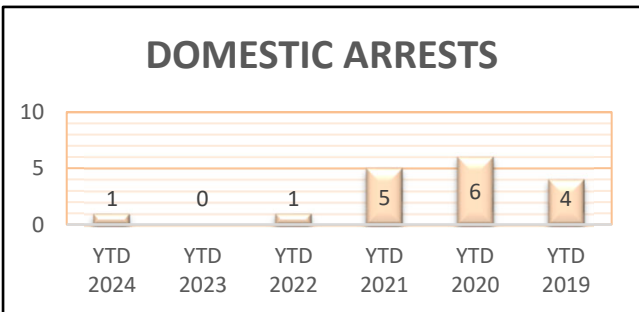 DOMESTIC ARRESTS
10
5
0
1 0 1 5 6 4
YTD YTD YTD YTD YTD YTD
2024 2023 2022 2021 2020 2019